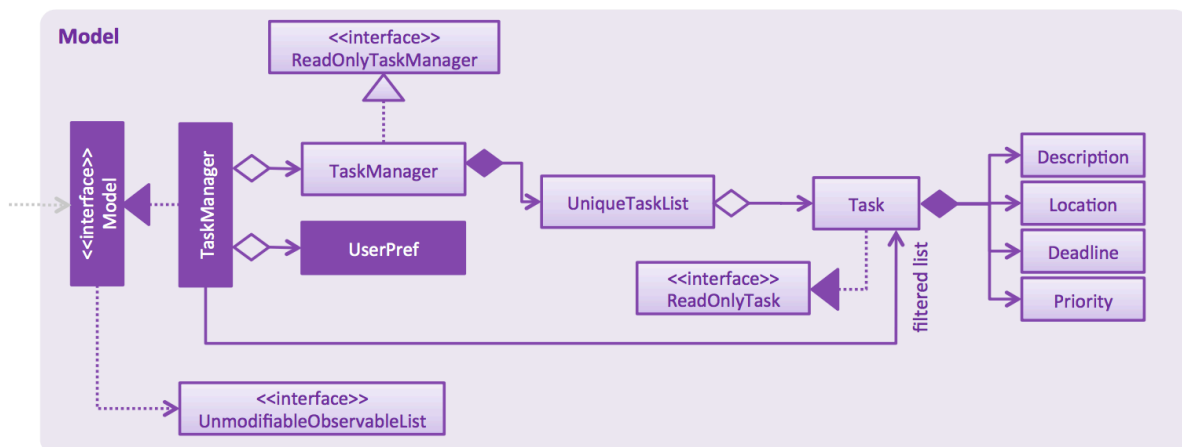 Model
<<interface>>
ReadOnlyTaskManager
<<interface>>
Model
TaskManager
TaskManager
UserPref
UniqueTaskList
Task
<<interface>>
ReadOnlyTask
filtered list
Description
Location
Deadline
Priority
<<interface>>
UnmodifiableObservableList